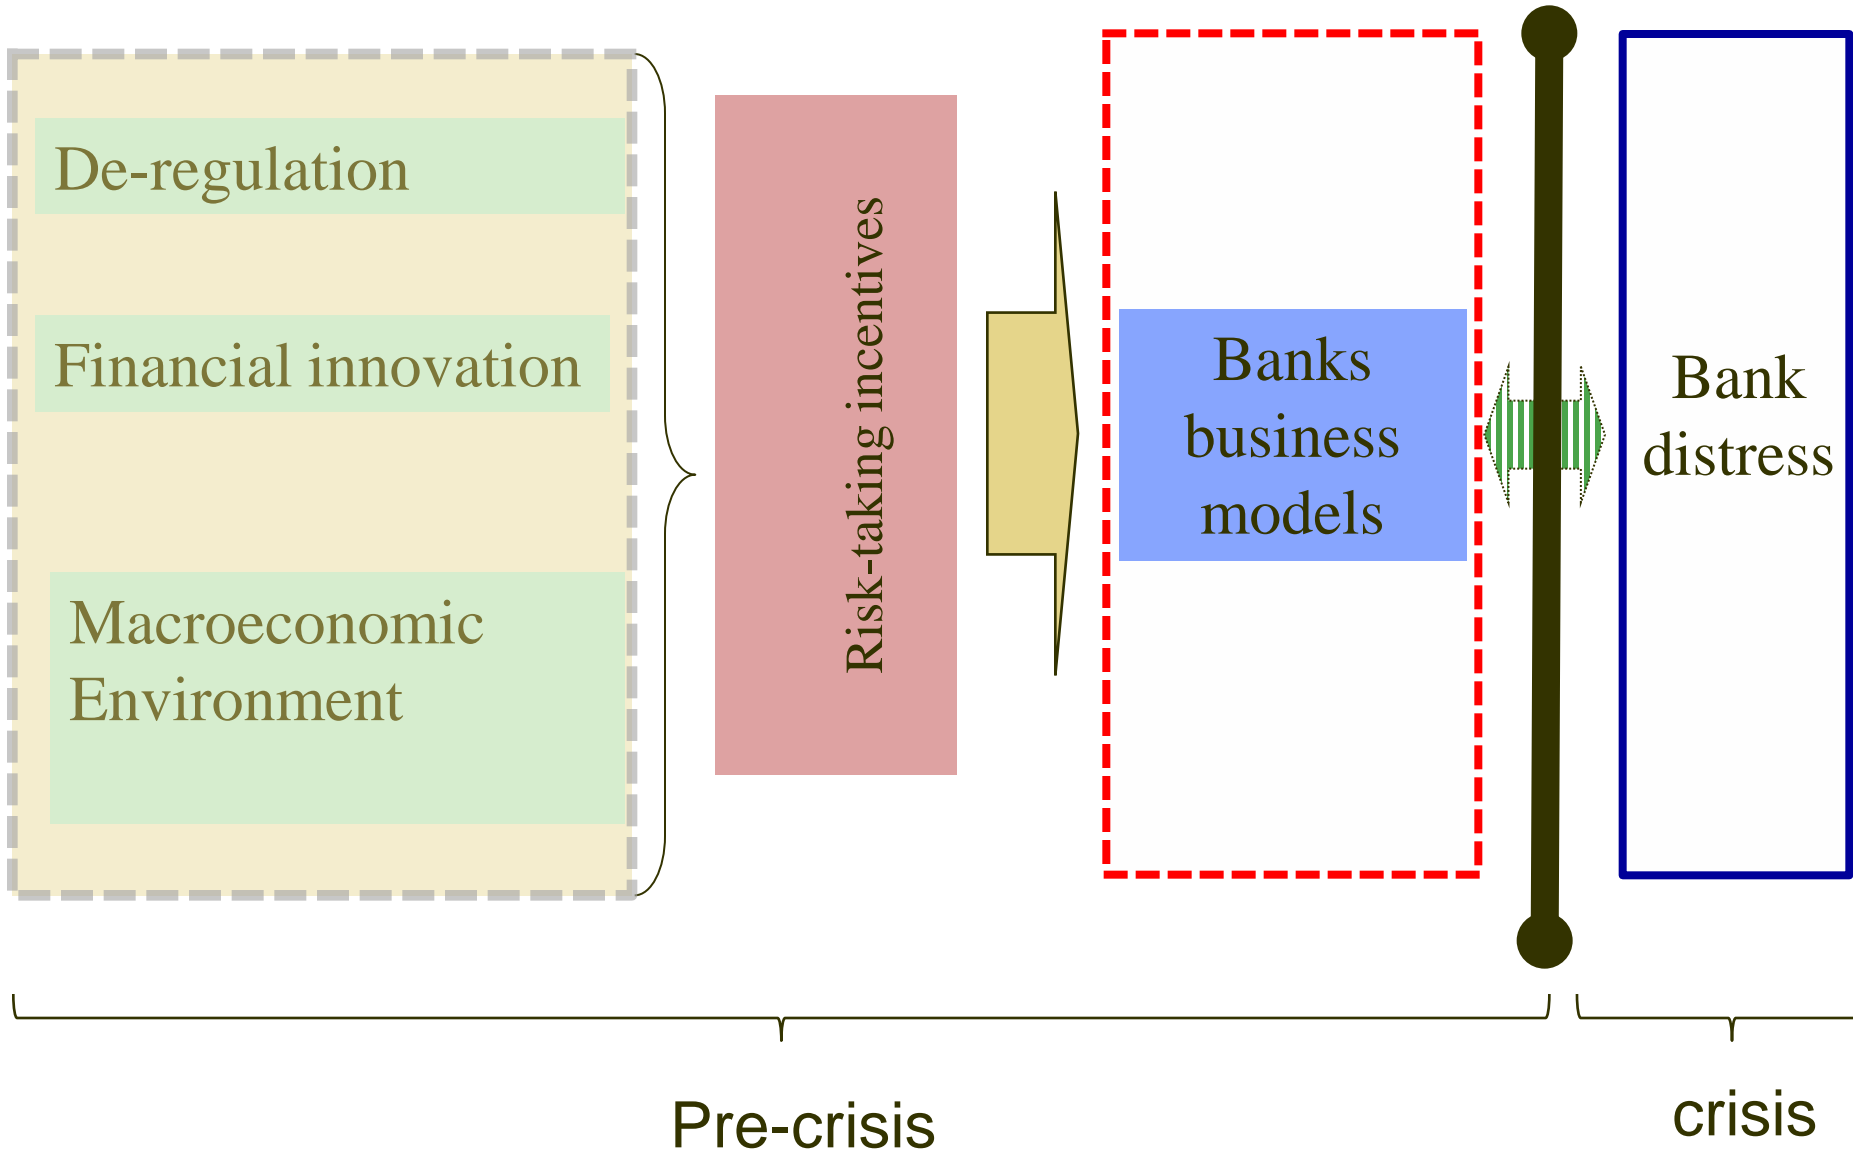 De-regulation
Financial innovation
Macroeconomic
Environment
Risk-taking incentives
Banks
business
models
Bank
distress
Pre-crisis
crisis